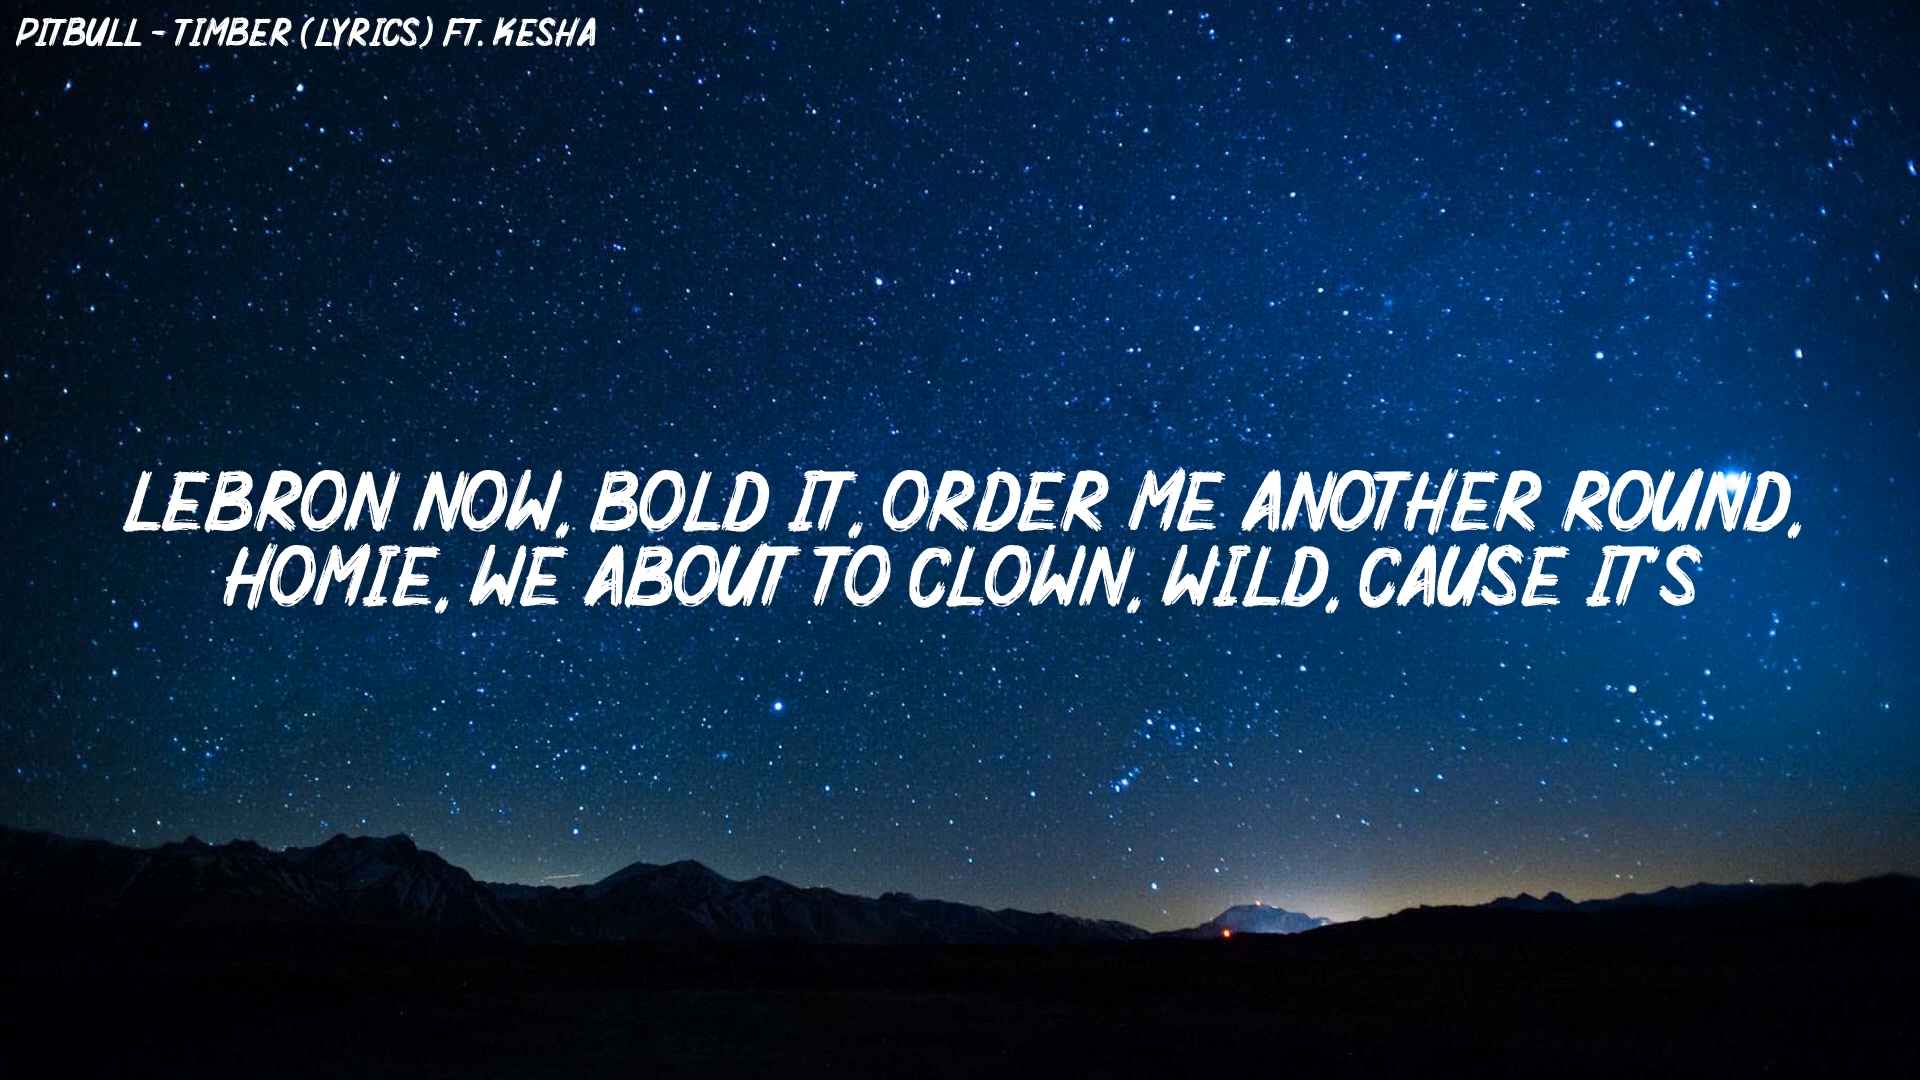 PITBULL - TIMBER (LYRICS) FT. KESHA
LEBRON NOW, BOLD IT, ORDER ME ANOTHER ROUND,
HOMIE, WE ABOUT TO CLOWN, WILD, CAUSE IT'S